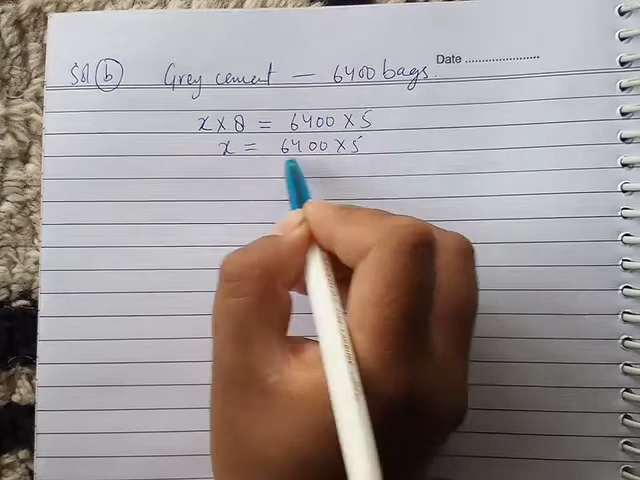 Sol (b) Grey cement — 6400 bags.
Date ........................
x × 8 = 6400 × 5
x = 6400 × 5